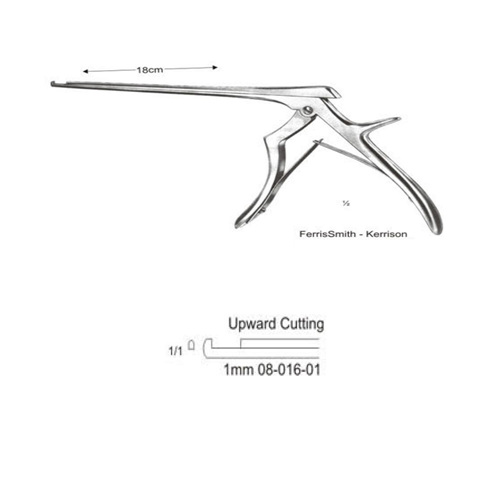 18cm
½
FerrisSmith - Kerrison
Upward Cutting
1/1
1mm 08-016-01